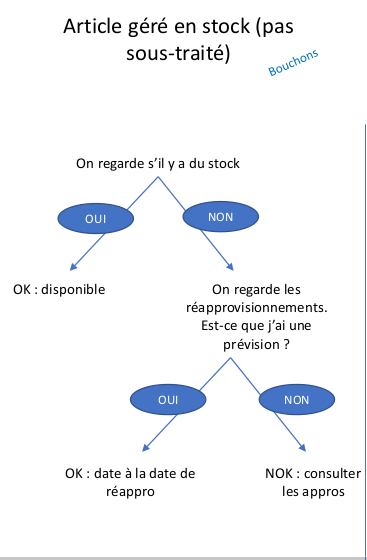 Article géré en stock (pas
sous-traité)
Bouchons
On regarde s'il y a du stock
OUI
NON
OK : disponible
On regarde les
réapprovisionnements.
Est-ce que j'ai une
prévision ?
OUI
NON
OK : date à la date de
réappro
NOK : consulter
les appros